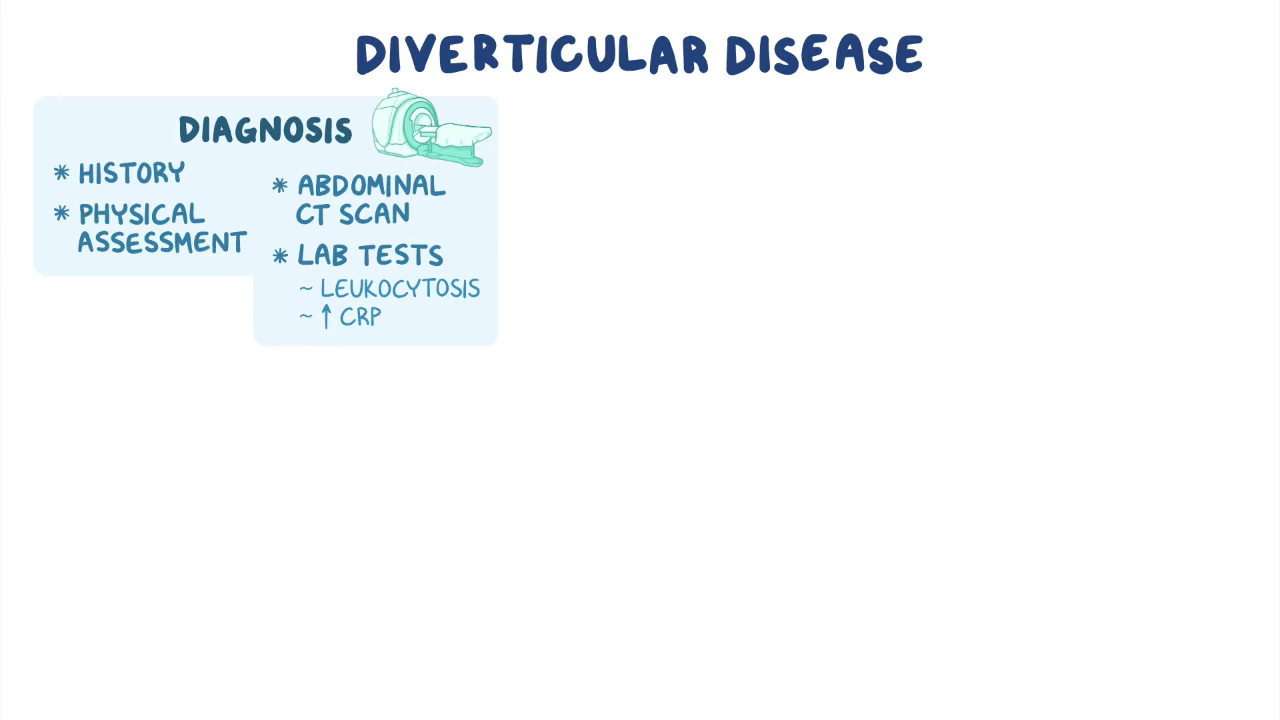 DIVERTICULAR DISEASE
DIAGNOSIS
* HISTORY
* PHYSICAL
ASSESSMENT
* ABDOMINAL
CT SCAN
* LAB TESTS
~ LEUKOCYTOSIS
~ ↑ CRP